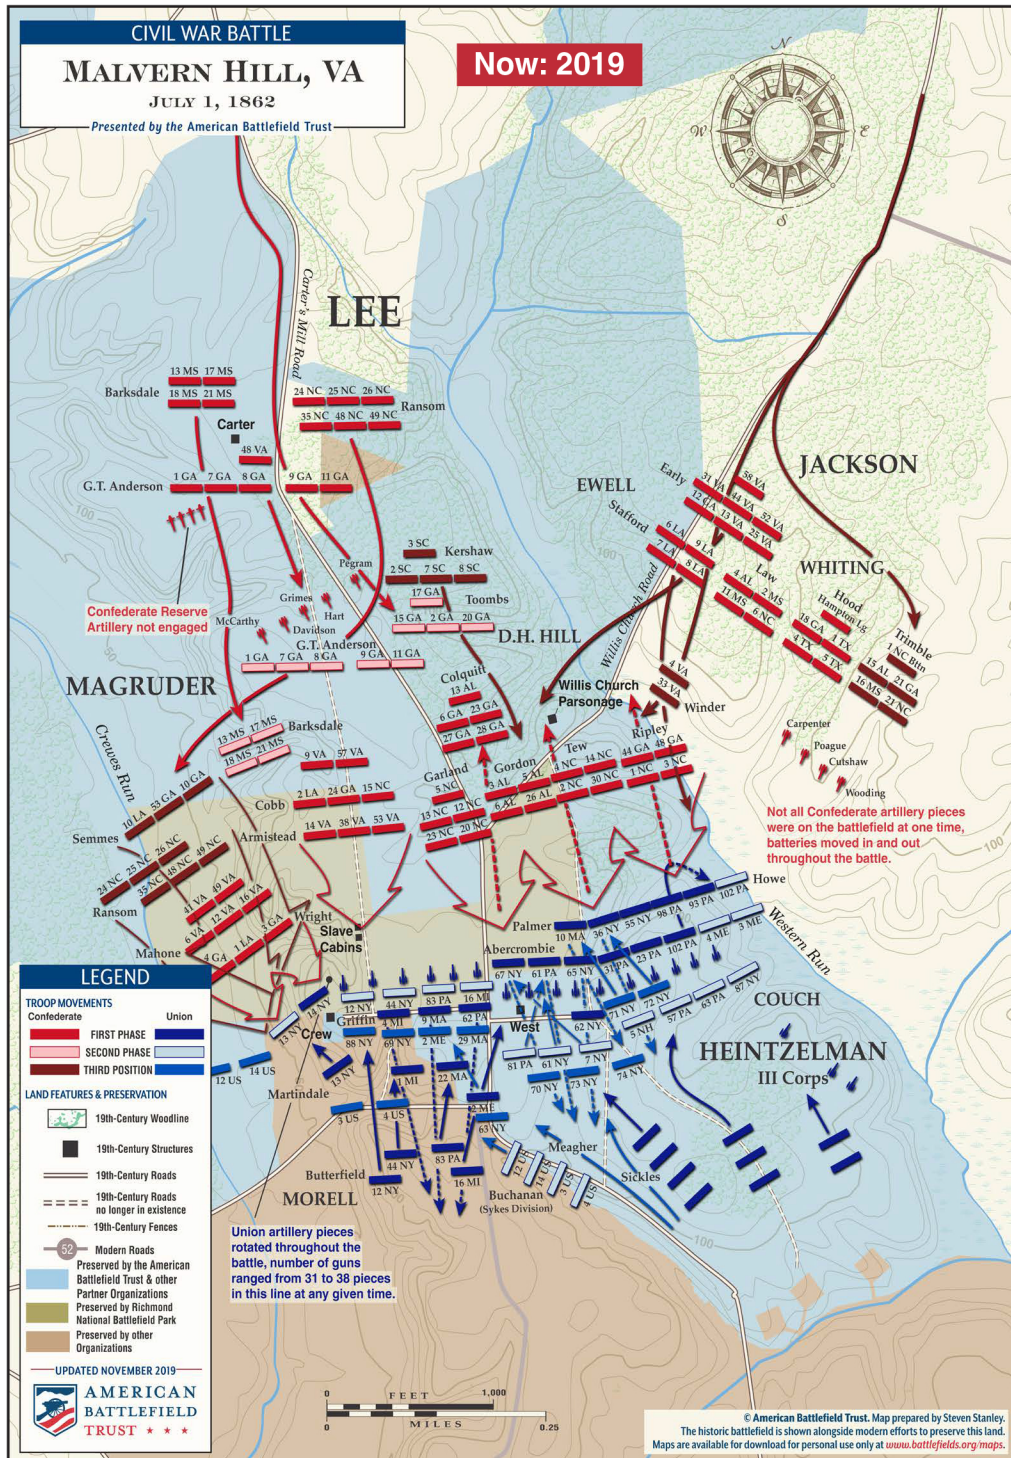 CIVIL WAR BATTLE
MALVERN HILL, VA
JULY 1, 1862
Presented by the American Battlefield Trust
Now: 2019
N
W
E
S
Carter's Mill Road
LEE
13 MS 17 MS
Barksdale
18 MS 21 MS
24 NC 25 NC 26 NC
Ransom
35 NC 48 NC 49 NC
Carter
48 VA
G.T. Anderson
1 GA 7 GA 8 GA
9 GA 11 GA
100
JACKSON
EWELL
Early
31 VA 44 VA 52 VA
58 VA
12 GA 13 VA 25 VA
Stafford
6 LA 9 LA
7 LA 8 LA
WHITING
Law
4 AL 2 MS
11 MS 6 NC
Hood
Hampton Lg
18 GA 1 TX
4 TX 5 TX
Trimble
1 NC Bttn
15 AL 21 GA
16 MS 21 NC
Willis Church Road
3 SC
Kershaw
2 SC 7 SC 8 SC
Pegram
17 GA
Toombs
15 GA 2 GA 20 GA
Confederate Reserve
Artillery not engaged
Grimes
McCarthy
Hart
Davidson
G.T. Anderson
1 GA 7 GA 8 GA
9 GA 11 GA
D.H. HILL
100
MAGRUDER
Colquitt
13 AL
6 GA 23 GA
27 GA 28 GA
Willis Church
Parsonage
4 VA
33 VA
Winder
Carpenter
Poague
Cutshaw
Wooding
Not all Confederate artillery pieces
were on the battlefield at one time,
batteries moved in and out
throughout the battle.
100
Crewes Run
13 MS 17 MS
Barksdale
18 MS 21 MS
9 VA 57 VA
Garland
5 NC
13 NC 12 NC
23 NC 20 NC
Gordon
3 AL 5 AL
6 AL 26 AL
Tew
4 NC 14 NC
2 NC 30 NC
Ripley
44 GA 48 GA
1 NC 3 NC
Cobb
2 LA 24 GA 15 NC
Armistead
14 VA 38 VA 53 VA
Semmes
10 LA 53 GA 10 GA
24 NC 25 NC 26 NC
35 NC 48 NC 49 NC
Ransom
41 VA 49 VA
6 VA 12 VA 16 VA
Mahone
Wright
4 GA 1 LA 3 GA
Slave
Cabins
Howe
Palmer
10 MA 36 NY 55 NY 98 PA 93 PA 102 PA
Abercrombie
67 NY 61 PA 65 NY 31 PA 23 PA 102 PA 4 ME 3 ME
Western Run
14 NY
13 NY
12 NY 44 NY 83 PA 16 MI
Griffin
4 MI 9 MA 62 PA
Crew
88 NY 69 NY 2 ME 29 MA
West
62 NY
71 NY 72 NY
5 NH 57 PA 63 PA 87 NY
COUCH
HEINTZELMAN
III Corps
81 PA 61 NY 7 NY
70 NY 73 NY 74 NY
12 US 14 US
13 NY
Martindale
1 MI 22 MA
2 ME
63 NY
3 US 4 US
Meagher
Sickles
83 PA
Butterfield
44 NY
16 MI
12 NY
MORELL
12 US 14 US 3 US 4 US
Buchanan
(Sykes Division)
100
Union artillery pieces
rotated throughout the
battle, number of guns
ranged from 31 to 38 pieces
in this line at any given time.
LEGEND
TROOP MOVEMENTS
Confederate Union
FIRST PHASE
SECOND PHASE
THIRD POSITION
LAND FEATURES & PRESERVATION
19th-Century Woodline
19th-Century Structures
19th-Century Roads
19th-Century Roads
no longer in existence
19th-Century Fences
52 Modern Roads
Preserved by the American
Battlefield Trust & other
Partner Organizations
Preserved by Richmond
National Battlefield Park
Preserved by other
Organizations
UPDATED NOVEMBER 2019
AMERICAN
BATTLEFIELD
TRUST
0 FEET 1,000
0 MILES 0.25
© American Battlefield Trust. Map prepared by Steven Stanley.
The historic battlefield is shown alongside modern efforts to preserve this land.
Maps are available for download for personal use only at www.battlefields.org/maps.